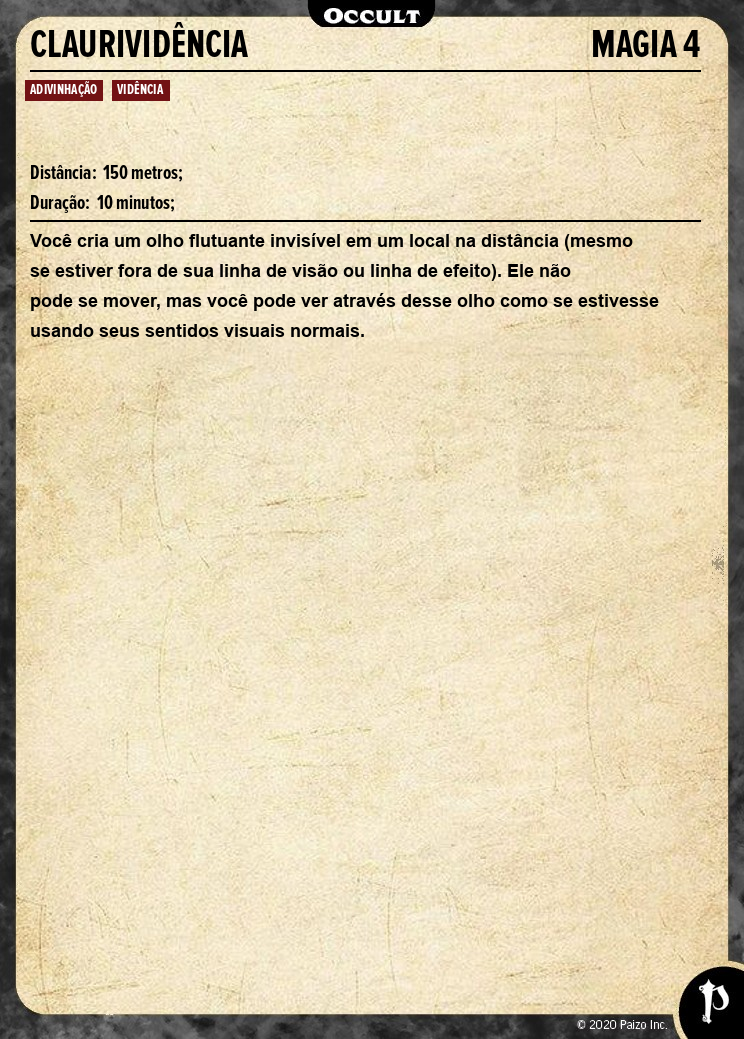 OCCULT
CLAURIVIDÊNCIA MAGIA 4
ADIVINHAÇÃO VIDÊNCIA
Distância: 150 metros;
Duração: 10 minutos;
Você cria um olho flutuante invisível em um local na distância (mesmo
se estiver fora de sua linha de visão ou linha de efeito). Ele não
pode se mover, mas você pode ver através desse olho como se estivesse
usando seus sentidos visuais normais.
© 2020 Paizo Inc.
P